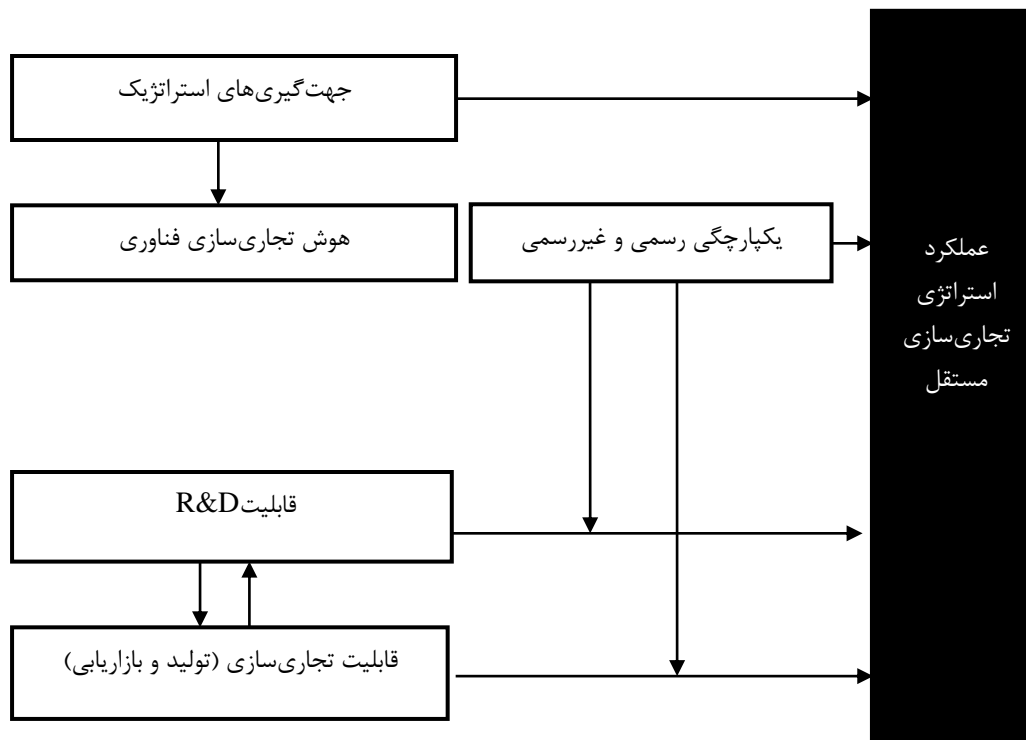 جهت‌گیری‌های استراتژیک
هوش تجاری‌سازی فناوری
یکپارچگی رسمی و غیررسمی
عملکرد
استراتژی
تجاری‌سازی
مستقل
قابلیتR&D
قابلیت تجاری‌سازی (تولید و بازاریابی)